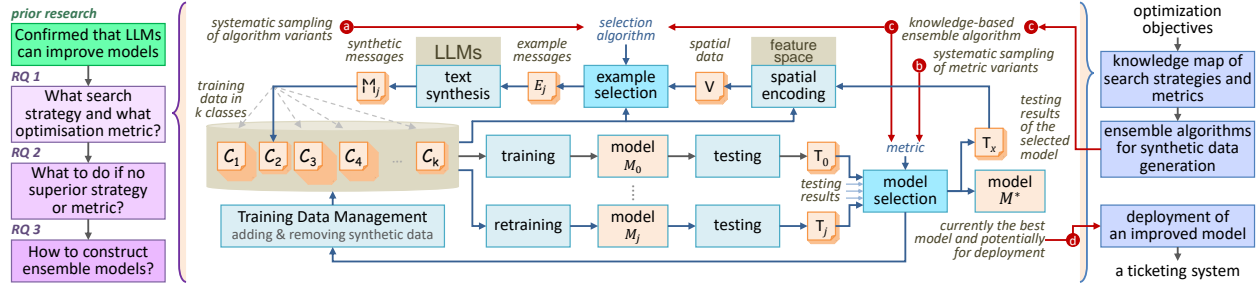 prior research
Confirmed that LLMs
can improve models
RQ 1
What search
strategy and what
optimisation metric?
RQ 2
What to do if no
superior strategy
or metric?
RQ 3
How to construct
ensemble models?
systematic sampling
of algorithm variants
a
selection
algorithm
c
knowledge-based
ensemble algorithm
c
b
systematic sampling
of metric variants
training
data in
k classes
synthetic
messages
M_j
LLMs
text
synthesis
example
messages
E_j
example
selection
spatial
data
V
feature
space
spatial
encoding
testing
results
of the
selected
model
C_1
C_2
C_3
C_4
...
C_k
training
model
M_0
testing
T_0
metric
T_x
testing
results
model
selection
model
M*
Training Data Management
adding & removing synthetic data
retraining
model
M_j
testing
T_j
currently the best
model and potentially
for deployment
d
optimization
objectives
knowledge map of
search strategies and
metrics
ensemble algorithms
for synthetic data
generation
deployment of
an improved model
a ticketing system